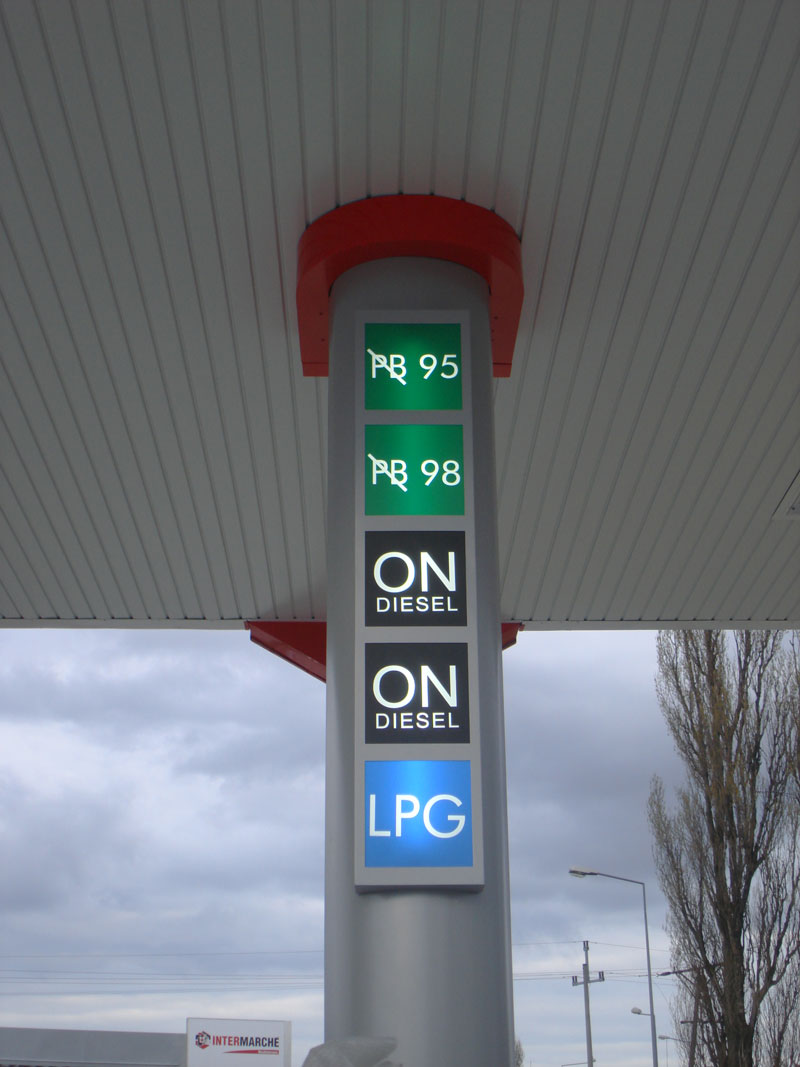 PB 95
PB 98
ON
DIESEL
ON
DIESEL
LPG
INTERMARCHE